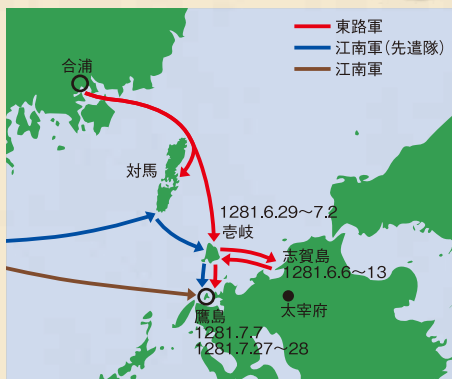 東路軍
江南軍(先遣隊)
江南軍
合浦
対馬
1281.6.29～7.2
壱岐
志賀島
1281.6.6～13
太宰府
鷹島
1281.7.7
1281.7.27～28